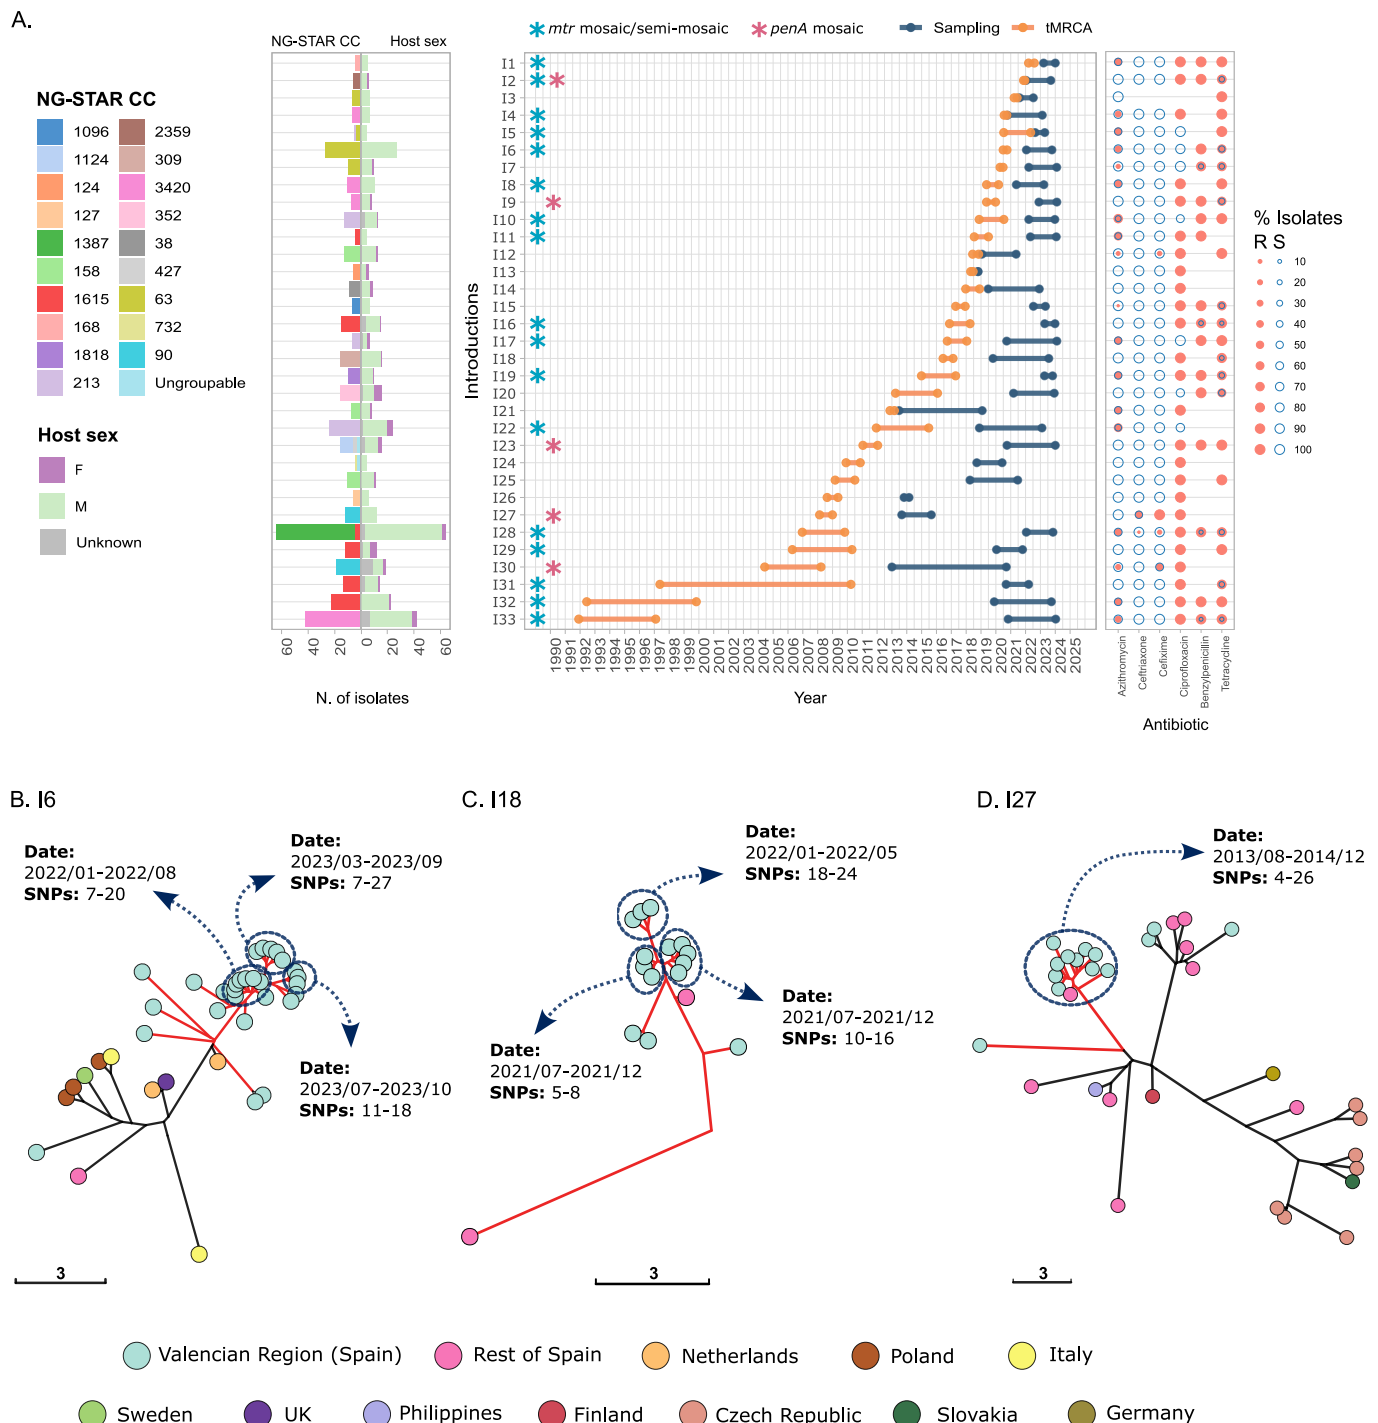 A.
NG-STAR CC
Host sex
mtr mosaic/semi-mosaic
penA mosaic
Sampling
tMRCA
NG-STAR CC
1096
2359
1124
309
124
3420
127
352
1387
38
158
427
1615
63
168
732
1818
90
213
Ungroupable
Host sex
F
M
Unknown
60
40
20
0
20
40
60
N. of isolates
Introductions
I1
I2
I3
I4
I5
I6
I7
I8
I9
I10
I11
I12
I13
I14
I15
I16
I17
I18
I19
I20
I21
I22
I23
I24
I25
I26
I27
I28
I29
I30
I31
I32
I33
1990
1991
1992
1993
1994
1995
1996
1997
1998
1999
2000
2001
2002
2003
2004
2005
2006
2007
2008
2009
2010
2011
2012
2013
2014
2015
2016
2017
2018
2019
2020
2021
2022
2023
2024
2025
Year
Azithromycin
Ceftriaxone
Cefixime
Ciprofloxacin
Benzylpenicillin
Tetracycline
Antibiotic
% Isolates
R S
10
20
30
40
50
60
70
80
90
100
B. I6
Date:
2022/01-2022/08
SNPs: 7-20
Date:
2023/03-2023/09
SNPs: 7-27
Date:
2023/07-2023/10
SNPs: 11-18
3
C. I18
Date:
2022/01-2022/05
SNPs: 18-24
Date:
2021/07-2021/12
SNPs: 10-16
Date:
2021/07-2021/12
SNPs: 5-8
3
D. I27
Date:
2013/08-2014/12
SNPs: 4-26
3
Valencian Region (Spain)
Rest of Spain
Netherlands
Poland
Italy
Sweden
UK
Philippines
Finland
Czech Republic
Slovakia
Germany